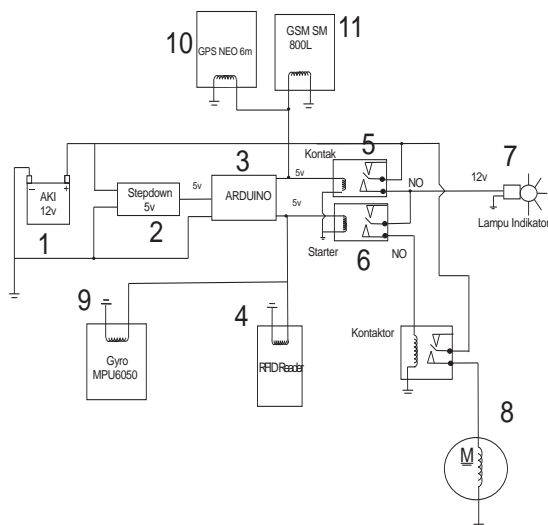 10
GPS NEO 6m
11
GSM SM
800L
AKI
12v
- +
1
Stepdown
5v
2
5v
3
ARDUINO
5v
5v
Kontak
5
NO
12v
7
Lampu Indikator
Starter
6
NO
9
Gyro
MPU6050
4
RFID Reader
Kontaktor
8
M